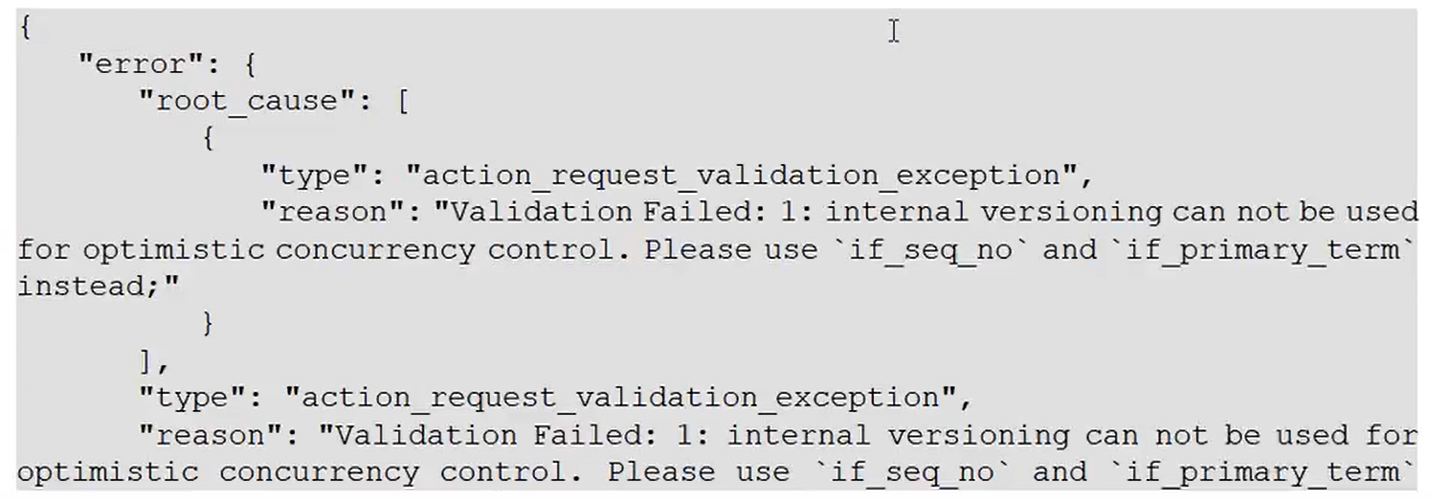 {
"error": {
"root_cause": [
{
"type": "action_request_validation_exception",
"reason": "Validation Failed: 1: internal versioning can not be used
for optimistic concurrency control. Please use `if_seq_no` and `if_primary_term`
instead;"
}
],
"type": "action_request_validation_exception",
"reason": "Validation Failed: 1: internal versioning can not be used for
optimistic concurrency control. Please use `if_seq_no` and `if_primary_term`